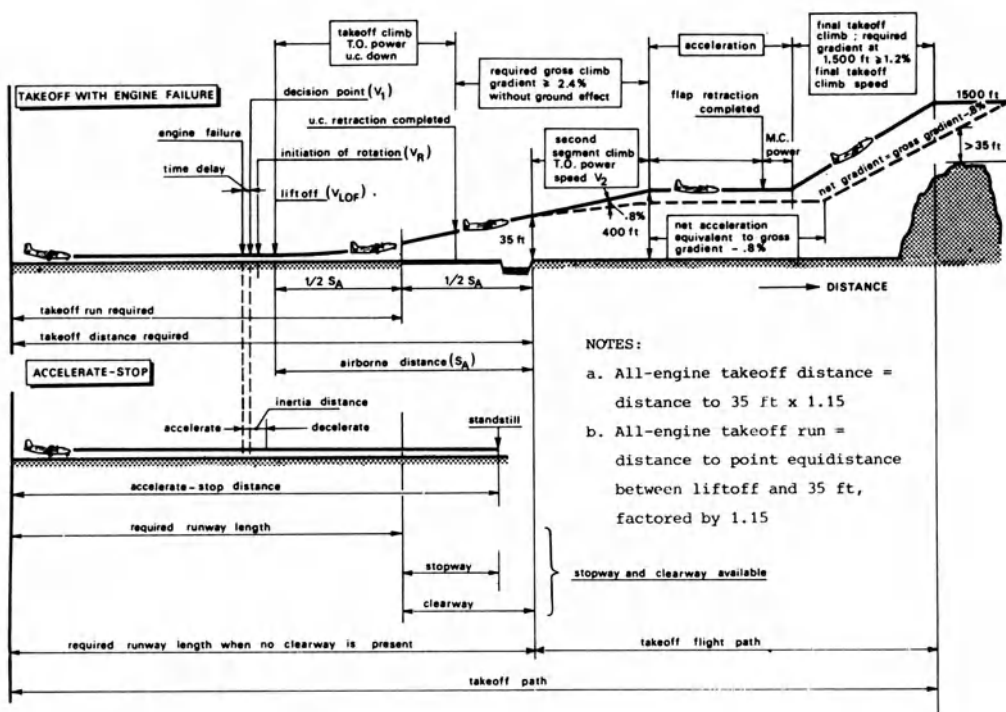 takeoff climb
T.O. power
u.c. down
acceleration
final takeoff
climb ; required
gradient at
1,500 ft ≥1.2%
final takeoff
climb speed
required gross climb
gradient ≥ 2.4%
without ground effect
TAKEOFF WITH ENGINE FAILURE
decision point (V1)
flap retraction
completed
1500 ft
u.c. retraction completed
engine failure
M.C.
power
initiation of rotation (VR)
second
segment climb
T.O. power
speed V2
>35 ft
time delay
net gradient = gross gradient -.8%
liftoff (VLOF) .
.8%
35 ft
400 ft
net acceleration
equivalent to gross
gradient - .8%
1/2 SA
1/2 SA
DISTANCE
takeoff run required
takeoff distance required
airborne distance (SA)
ACCELERATE-STOP
inertia distance
accelerate
decelerate
standstill
accelerate - stop distance
required runway length
stopway
clearway
stopway and clearway available
NOTES:
a. All-engine takeoff distance =
distance to 35 ft x 1.15
b. All-engine takeoff run =
distance to point equidistance
between liftoff and 35 ft,
factored by 1.15
required runway length when no clearway is present
takeoff flight path
takeoff path